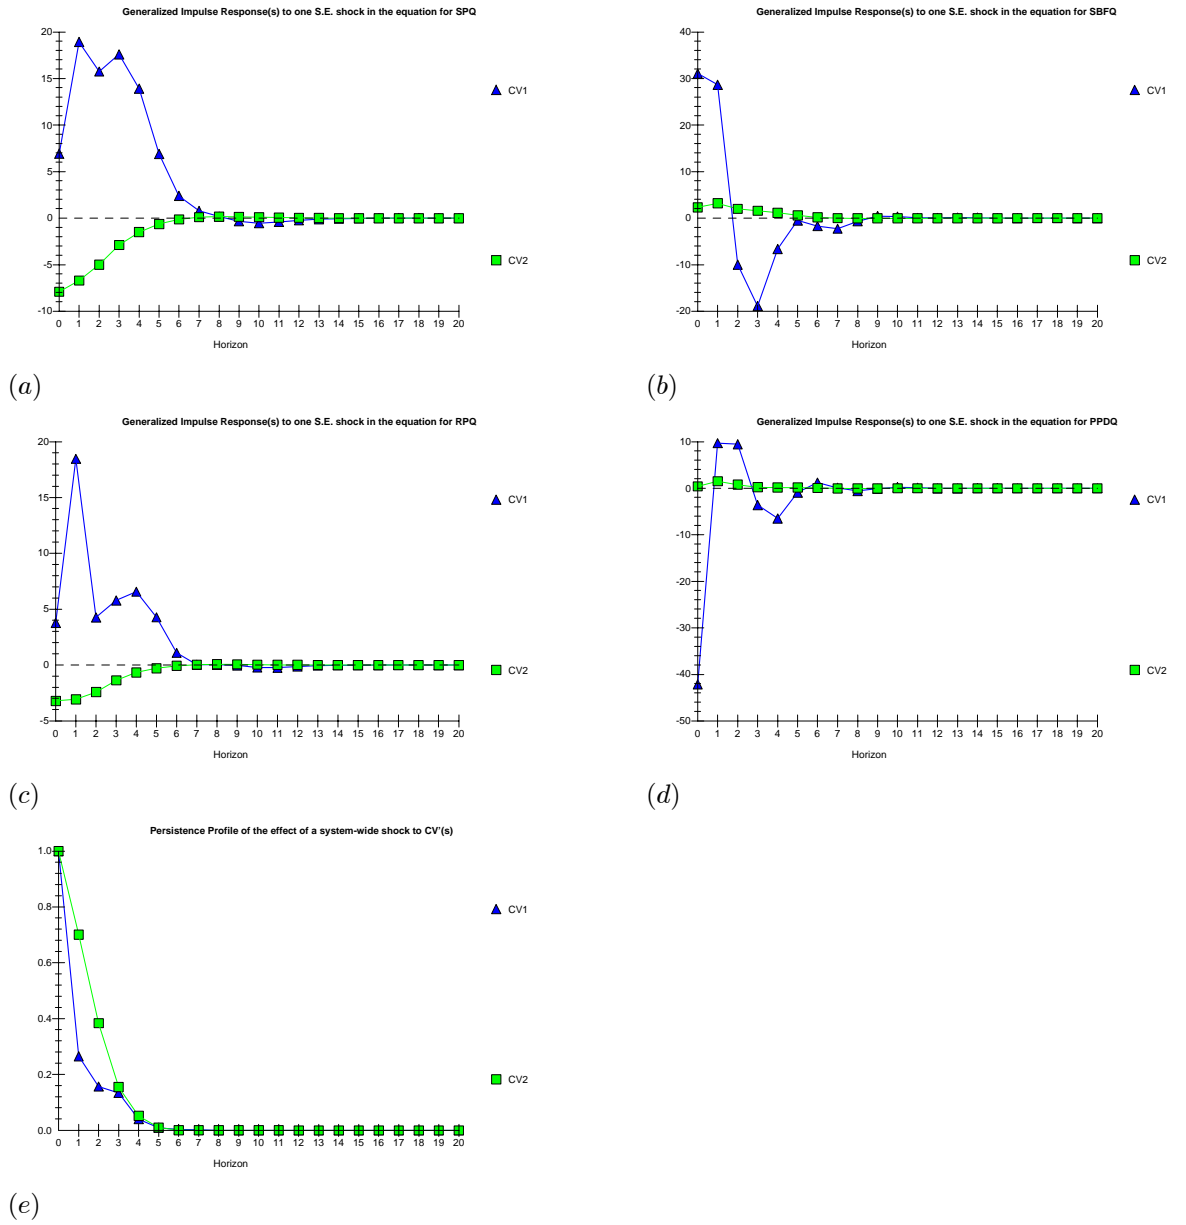 Generalized Impulse Response(s) to one S.E. shock in the equation for SPQ
20
15
10
5
0
-5
-10
0 1 2 3 4 5 6 7 8 9 10 11 12 13 14 15 16 17 18 19 20
Horizon
CV1
CV2
(a)
Generalized Impulse Response(s) to one S.E. shock in the equation for SBFQ
40
30
20
10
0
-10
-20
0 1 2 3 4 5 6 7 8 9 10 11 12 13 14 15 16 17 18 19 20
Horizon
CV1
CV2
(b)
Generalized Impulse Response(s) to one S.E. shock in the equation for RPQ
20
15
10
5
0
-5
0 1 2 3 4 5 6 7 8 9 10 11 12 13 14 15 16 17 18 19 20
Horizon
CV1
CV2
(c)
Generalized Impulse Response(s) to one S.E. shock in the equation for PPDQ
10
0
-10
-20
-30
-40
-50
0 1 2 3 4 5 6 7 8 9 10 11 12 13 14 15 16 17 18 19 20
Horizon
CV1
CV2
(d)
Persistence Profile of the effect of a system-wide shock to CV'(s)
1.0
0.8
0.6
0.4
0.2
0.0
0 1 2 3 4 5 6 7 8 9 10 11 12 13 14 15 16 17 18 19 20
Horizon
CV1
CV2
(e)